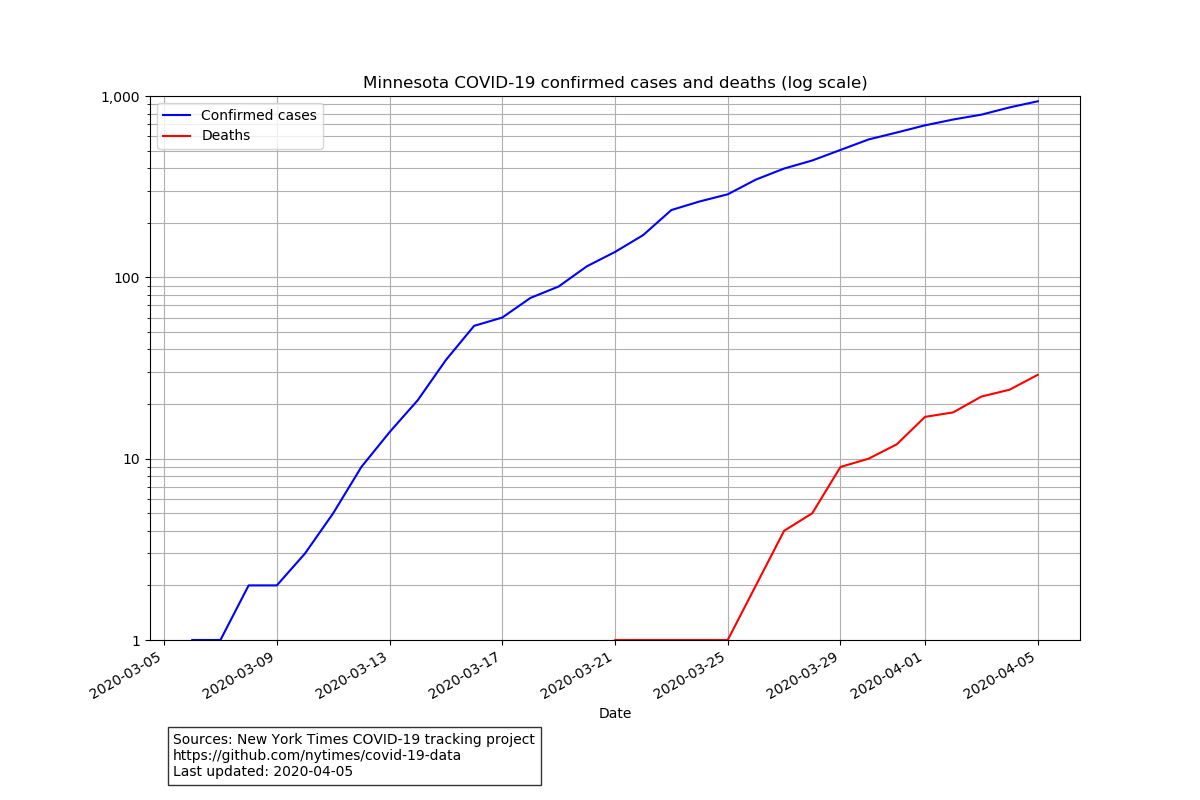 Minnesota COVID-19 confirmed cases and deaths (log scale)
1,000
100
10
1
Confirmed cases
Deaths
2020-03-05
2020-03-09
2020-03-13
2020-03-17
2020-03-21
2020-03-25
2020-03-29
2020-04-01
2020-04-05
Date
Sources: New York Times COVID-19 tracking project
https://github.com/nytimes/covid-19-data
Last updated: 2020-04-05